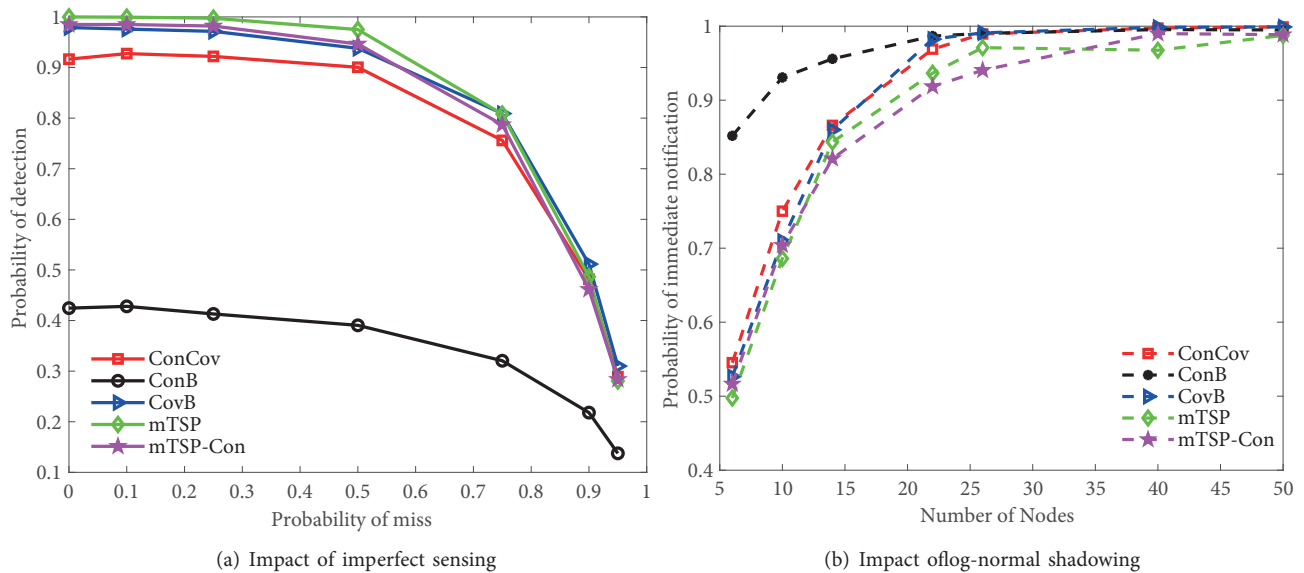 1
0.9
0.8
0.7
0.6
0.5
0.4
0.3
0.2
0.1
Probability of detection
ConCov
ConB
CovB
mTSP
mTSP-Con
0 0.1 0.2 0.3 0.4 0.5 0.6 0.7 0.8 0.9 1
Probability of miss
(a) Impact of imperfect sensing
1
0.9
0.8
0.7
0.6
0.5
0.4
Probability of immediate notification
ConCov
ConB
CovB
mTSP
mTSP-Con
5 10 15 20 25 30 35 40 45 50
Number of Nodes
(b) Impact oflog-normal shadowing